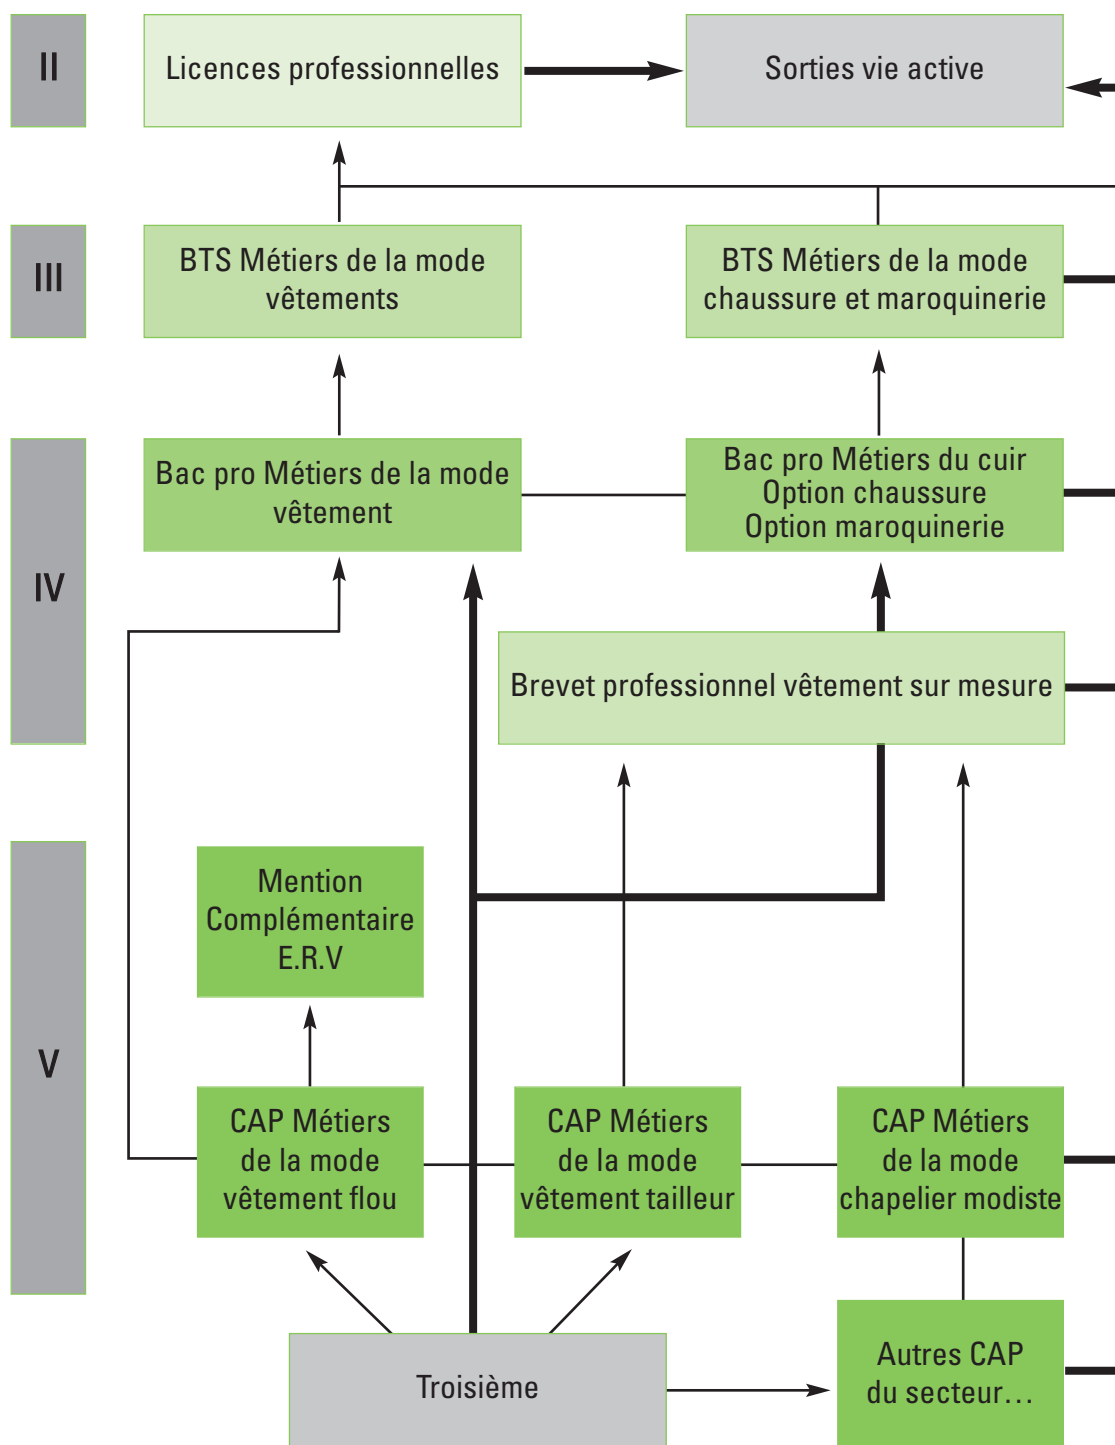 II
Licences professionnelles
Sorties vie active
III
BTS Métiers de la mode
vêtements
BTS Métiers de la mode
chaussure et maroquinerie
IV
Bac pro Métiers de la mode
vêtement
Bac pro Métiers du cuir
Option chaussure
Option maroquinerie
Brevet professionnel vêtement sur mesure
V
Mention
Complémentaire
E.R.V
CAP Métiers
de la mode
vêtement flou
CAP Métiers
de la mode
vêtement tailleur
CAP Métiers
de la mode
chapelier modiste
Troisième
Autres CAP
du secteur…